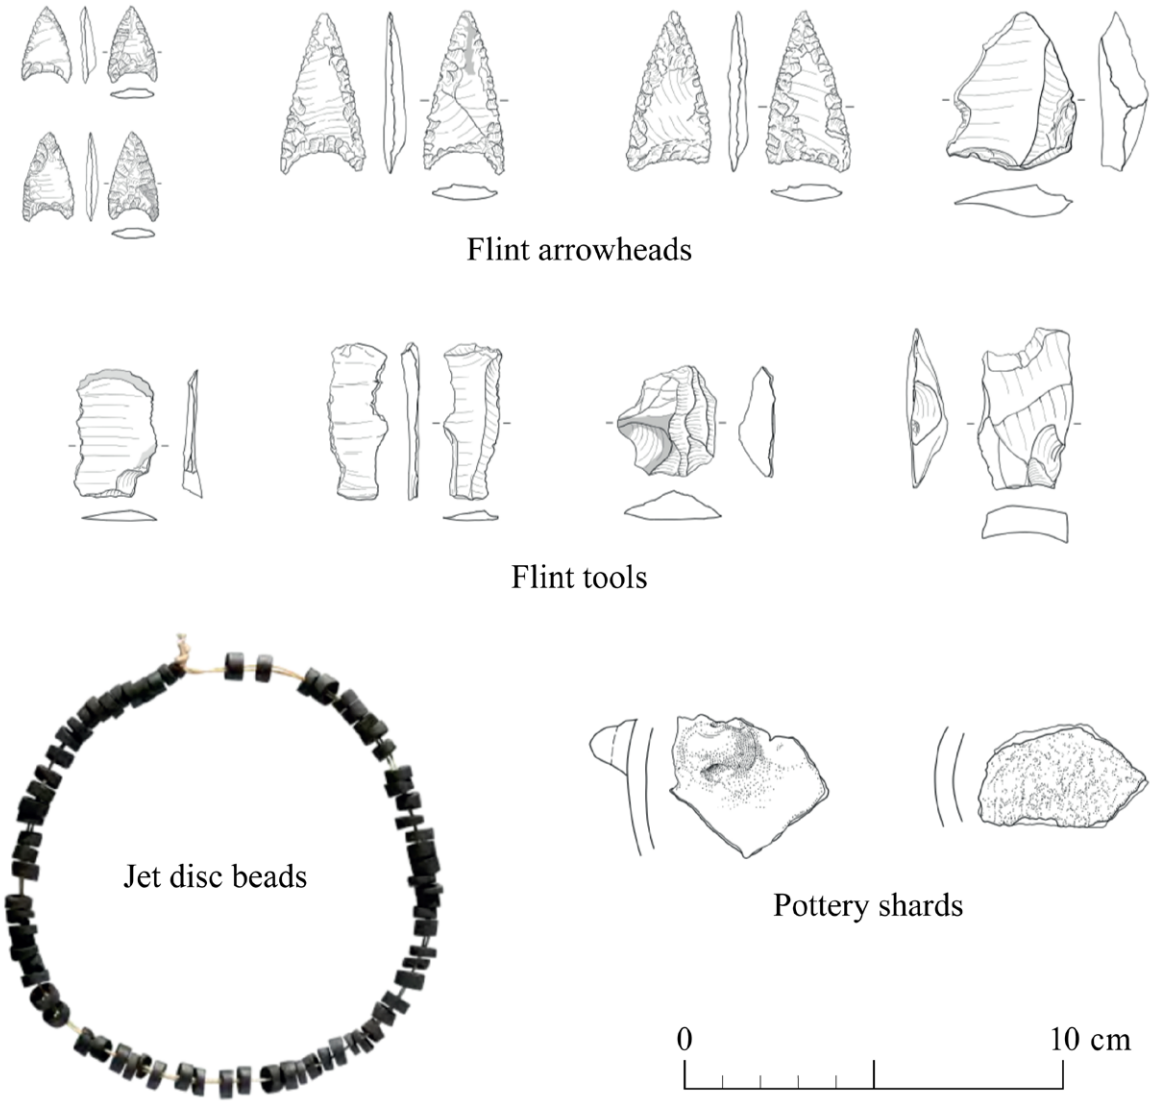 Flint arrowheads
Flint tools
Jet disc beads
Pottery shards
0 10 cm